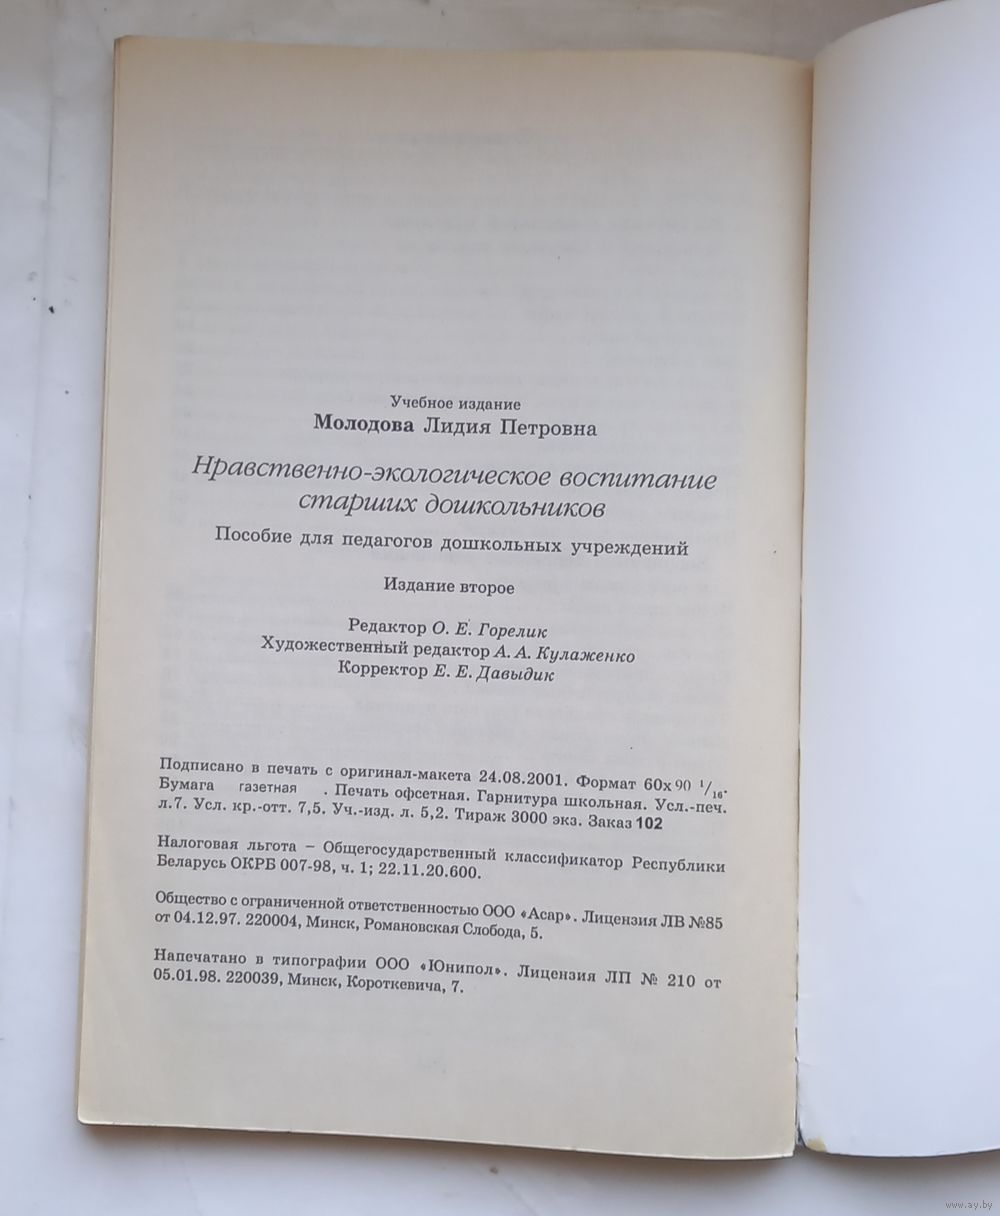 Учебное издание
Молодова Лидия Петровна
Нравственно-экологическое воспитание
старших дошкольников
Пособие для педагогов дошкольных учреждений
Издание второе
Редактор О. Е. Горелик
Художественный редактор А. А. Кулаженко
Корректор Е. Е. Давыдик
Подписано в печать с оригинал-макета 24.08.2001. Формат 60х90 1/16.
Бумага газетная . Печать офсетная. Гарнитура школьная. Усл.-печ.
л.7. Усл. кр.-отт. 7,5. Уч.-изд. л. 5,2. Тираж 3000 экз. Заказ 102
Налоговая льгота – Общегосударственный классификатор Республики
Беларусь ОКРБ 007-98, ч. 1; 22.11.20.600.
Общество с ограниченной ответственностью ООО «Асар». Лицензия ЛВ №85
от 04.12.97. 220004, Минск, Романовская Слобода, 5.
Напечатано в типографии ООО «Юнипол». Лицензия ЛП № 210 от
05.01.98. 220039, Минск, Короткевича, 7.
www.ay.by